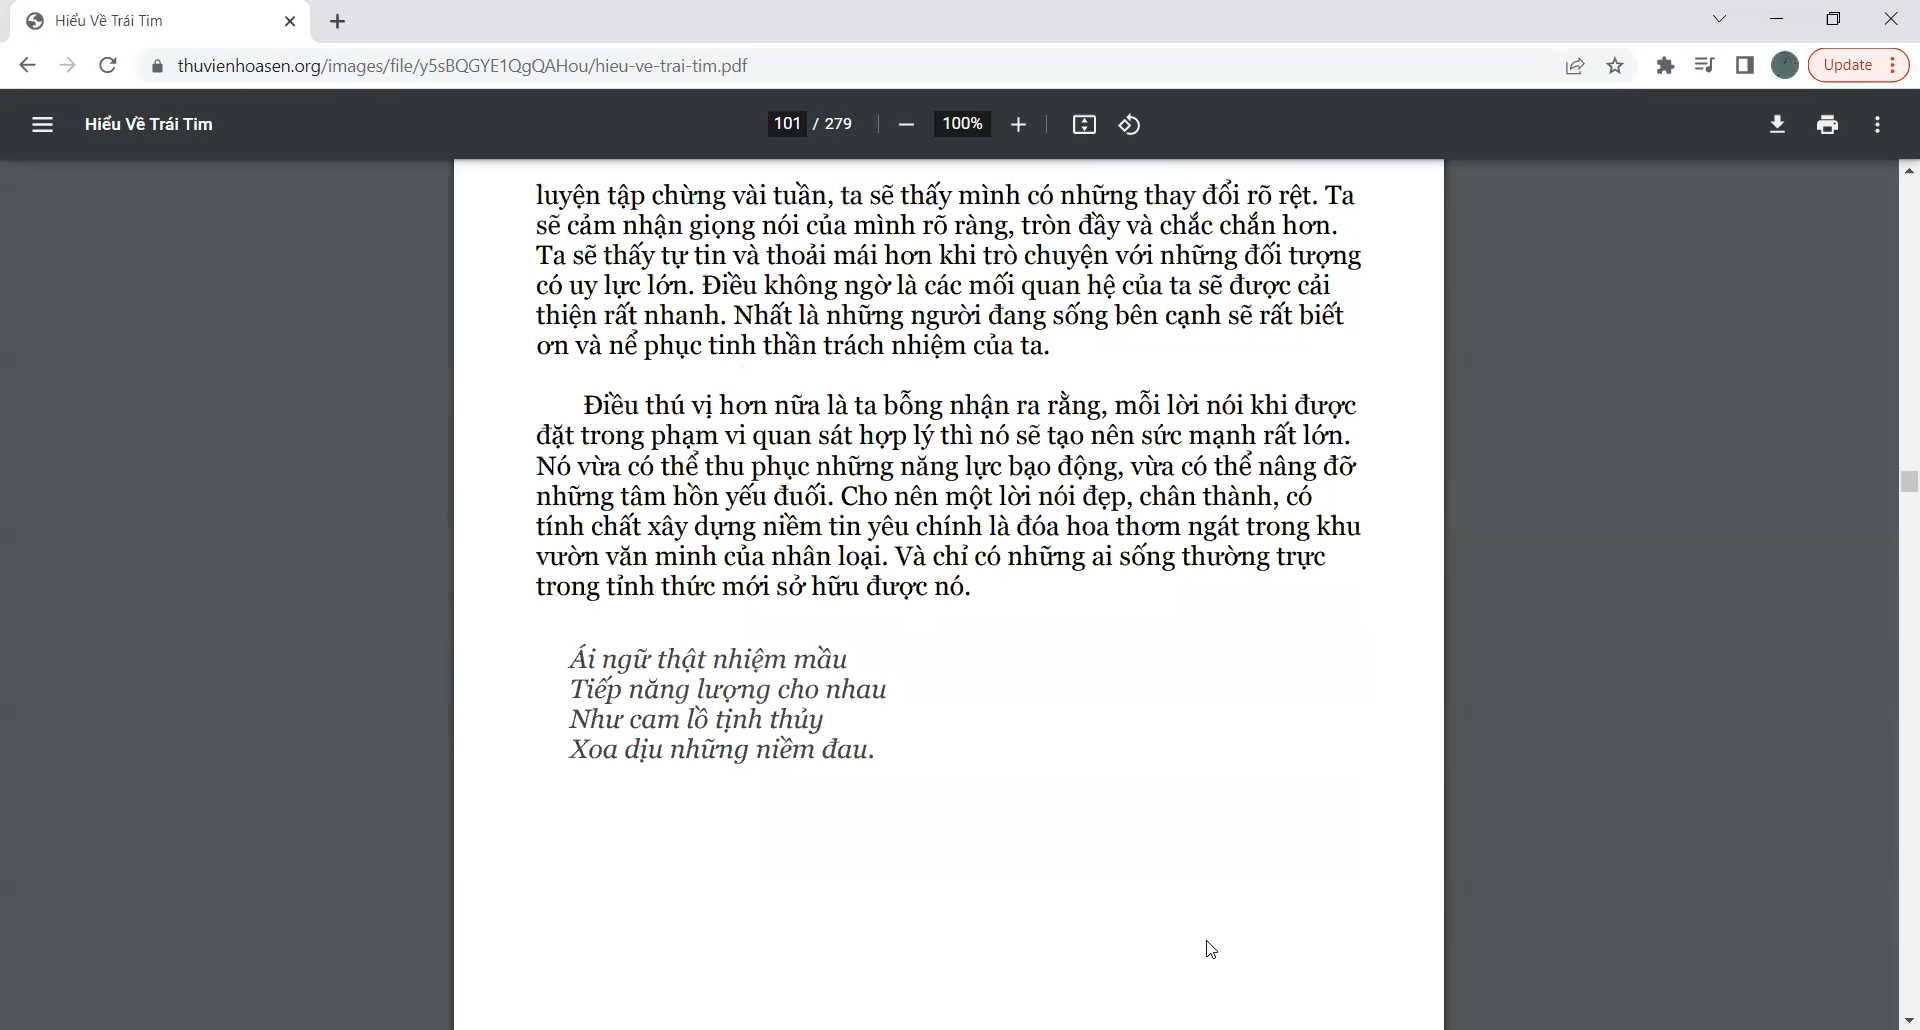 Hiểu Về Trái Tim
thuvienhoasen.org/images/file/y5sBQGYE1QgQAHou/hieu-ve-trai-tim.pdf
Update
Hiểu Về Trái Tim
101 / 279
100%
luyện tập chừng vài tuần, ta sẽ thấy mình có những thay đổi rõ rệt. Ta
sẽ cảm nhận giọng nói của mình rõ ràng, tròn đầy và chắc chắn hơn.
Ta sẽ thấy tự tin và thoải mái hơn khi trò chuyện với những đối tượng
có uy lực lớn. Điều không ngờ là các mối quan hệ của ta sẽ được cải
thiện rất nhanh. Nhất là những người đang sống bên cạnh sẽ rất biết
ơn và nể phục tinh thần trách nhiệm của ta.
Điều thú vị hơn nữa là ta bỗng nhận ra rằng, mỗi lời nói khi được
đặt trong phạm vi quan sát hợp lý thì nó sẽ tạo nên sức mạnh rất lớn.
Nó vừa có thể thu phục những năng lực bạo động, vừa có thể nâng đỡ
những tâm hồn yếu đuối. Cho nên một lời nói đẹp, chân thành, có
tính chất xây dựng niềm tin yêu chính là đóa hoa thơm ngát trong khu
vườn văn minh của nhân loại. Và chỉ có những ai sống thường trực
trong tỉnh thức mới sở hữu được nó.
Ái ngữ thật nhiệm mầu
Tiếp năng lượng cho nhau
Như cam lồ tịnh thủy
Xoa dịu những niềm đau.